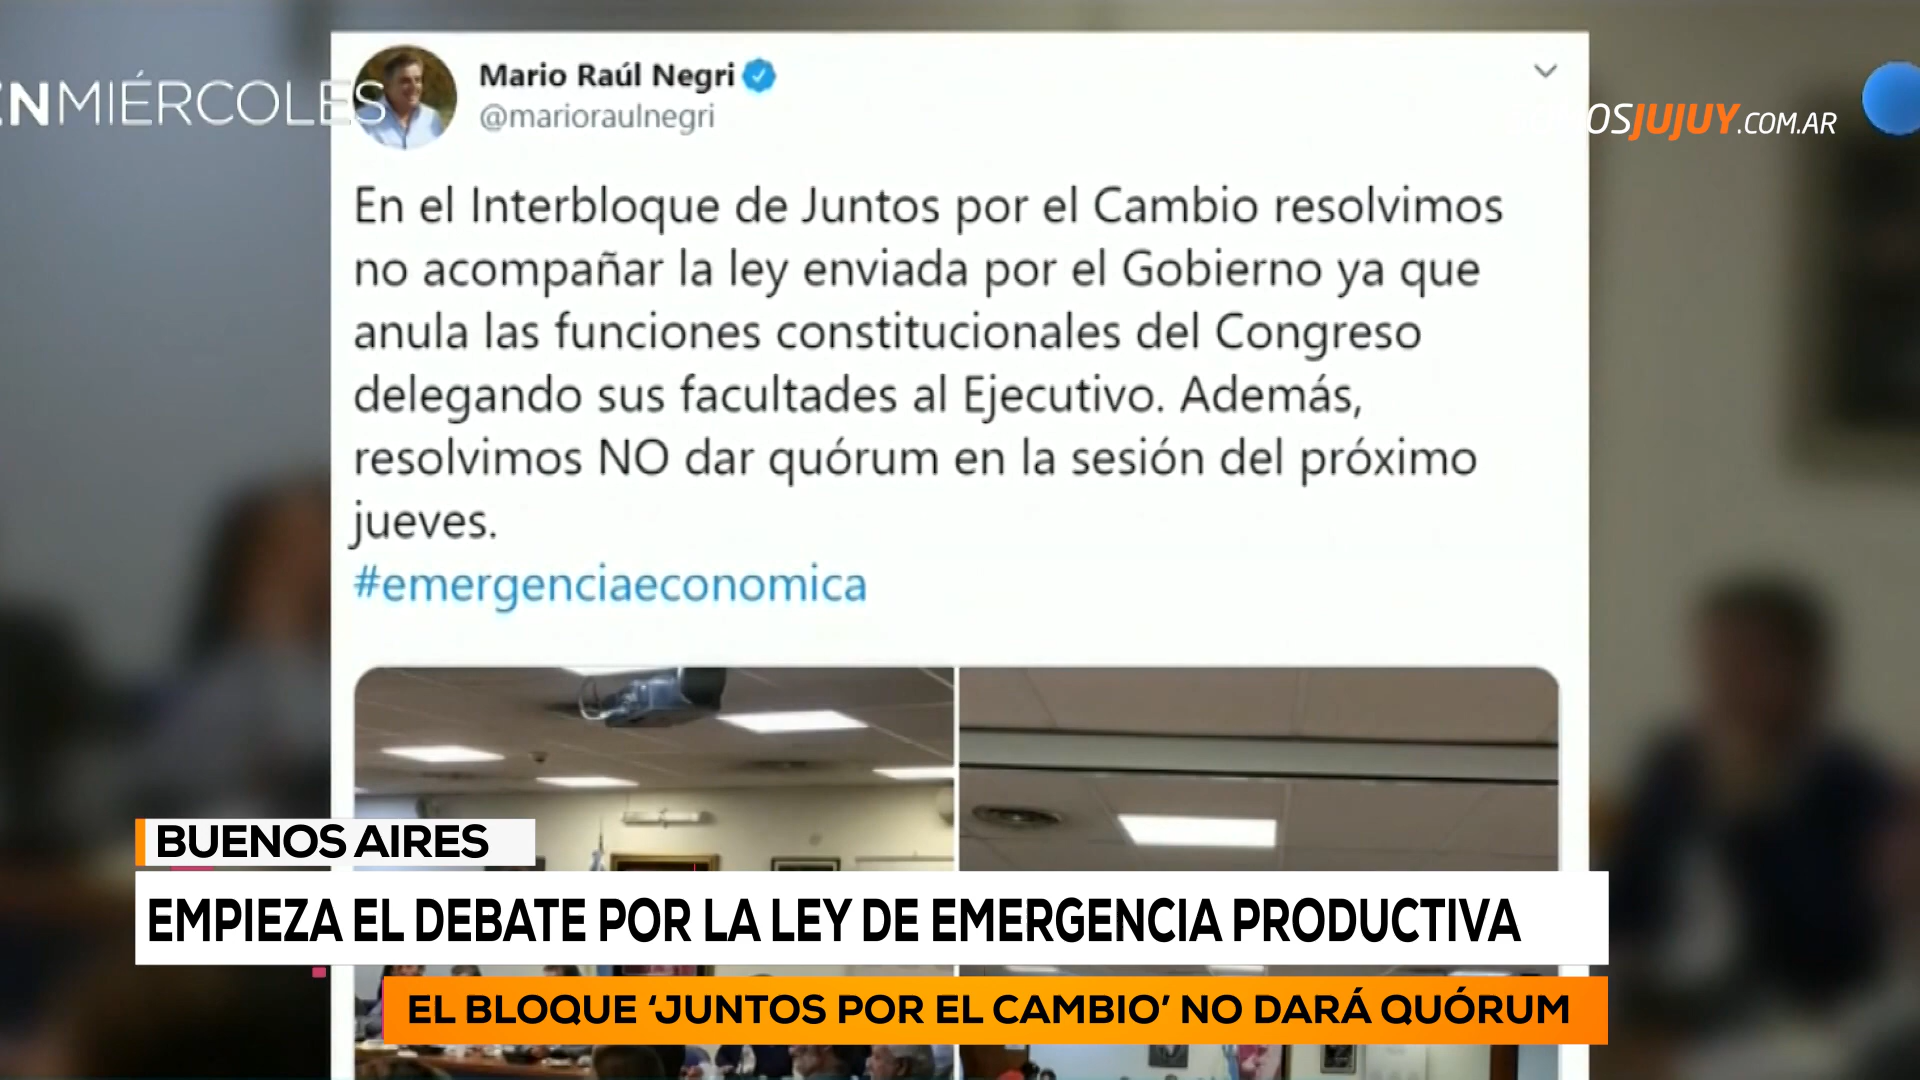 MIÉRCOLES
JUJUY.COM.AR
Mario Raúl Negri
@marioraulnegri
En el Interbloque de Juntos por el Cambio resolvimos
no acompañar la ley enviada por el Gobierno ya que
anula las funciones constitucionales del Congreso
delegando sus facultades al Ejecutivo. Además,
resolvimos NO dar quórum en la sesión del próximo
jueves.
#emergenciaeconomica
BUENOS AIRES
EMPIEZA EL DEBATE POR LA LEY DE EMERGENCIA PRODUCTIVA
EL BLOQUE ‘JUNTOS POR EL CAMBIO’ NO DARÁ QUÓRUM